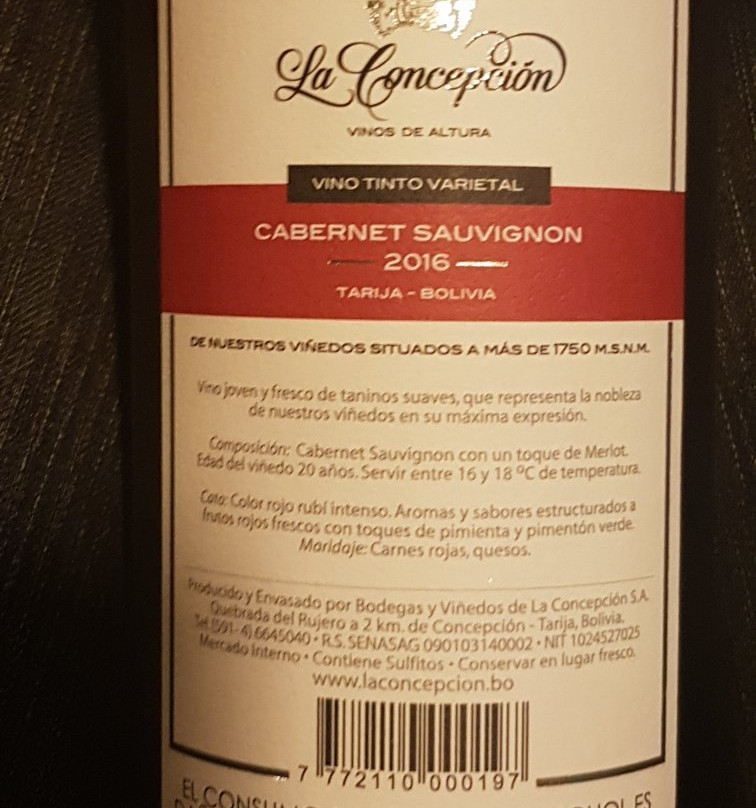 La Concepción
VINOS DE ALTURA
VINO TINTO VARIETAL
CABERNET SAUVIGNON
2016
TARIJA - BOLIVIA
DE NUESTROS VIÑEDOS SITUADOS A MÁS DE 1750 M.S.N.M.
Vino joven y fresco de taninos suaves, que representa la nobleza
de nuestros viñedos en su máxima expresión.
Composición: Cabernet Sauvignon con un toque de Merlot.
Edad del viñedo 20 años. Servir entre 16 y 18 ºC de temperatura.
Cata: Color rojo rubí intenso. Aromas y sabores estructurados a
frutos rojos frescos con toques de pimienta y pimentón verde.
Maridaje: Carnes rojas, quesos.
Producido y Envasado por Bodegas y Viñedos de La Concepción S.A.
Quebrada del Rujero a 2 km. de Concepción - Tarija, Bolivia.
Tel. (591- 4) 6645040 • R.S. SENASAG 090103140002 • NIT 1024527025
Mercado Interno • Contiene Sulfitos • Conservar en lugar fresco.
www.laconcepcion.bo
7 772110 000197
EL